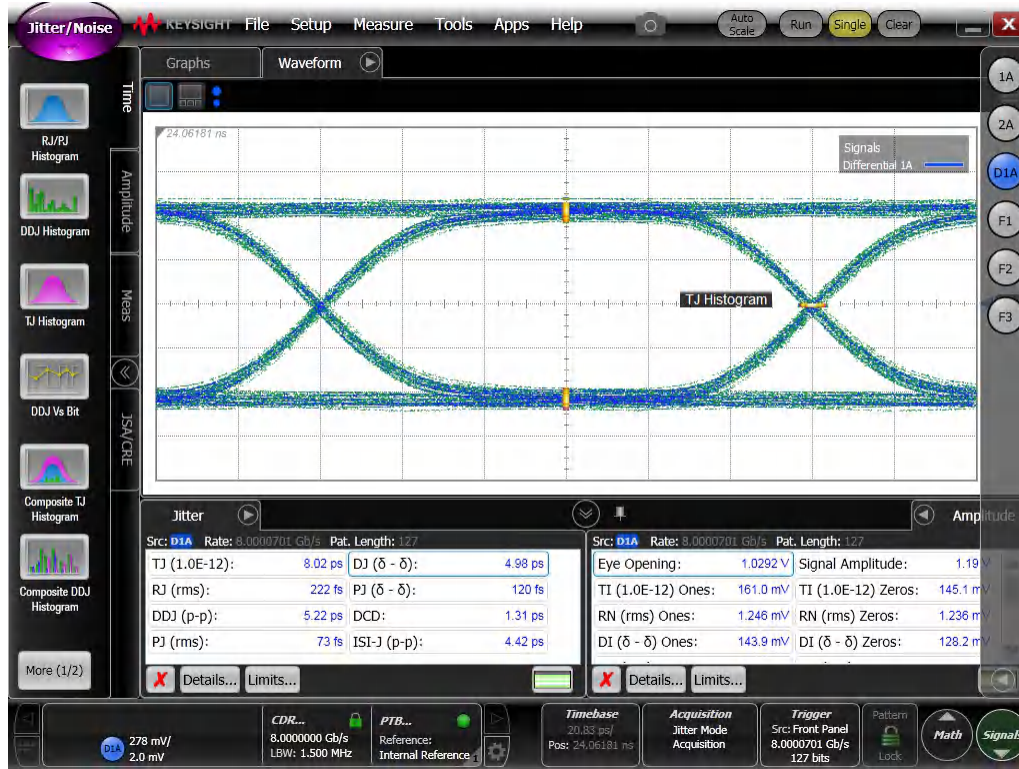 Jitter/Noise
KEYSIGHT File Setup Measure Tools Apps Help
Auto Scale
Run
Single
Clear
X
Graphs
Waveform
Time
Amplitude
Meas
JSA/CRE
RJ/PJ
Histogram
DDJ Histogram
TJ Histogram
DDJ Vs Bit
Composite TJ
Histogram
Composite DDJ
Histogram
More (1/2)
24.06181 ns
Signals
Differential 1A
TJ Histogram
1A
2A
D1A
F1
F2
F3
Jitter
Src: D1A Rate: 8.0000701 Gb/s Pat. Length: 127
TJ (1.0E-12): 8.02 ps DJ (δ - δ): 4.98 ps
RJ (rms): 222 fs PJ (δ - δ): 120 fs
DDJ (p-p): 5.22 ps DCD: 1.31 ps
PJ (rms): 73 fs ISI-J (p-p): 4.42 ps
Details... Limits...
Amplitude
Src: D1A Rate: 8.0000701 Gb/s Pat. Length: 127
Eye Opening: 1.0292 V Signal Amplitude: 1.19 V
TI (1.0E-12) Ones: 161.0 mV TI (1.0E-12) Zeros: 145.1 mV
RN (rms) Ones: 1.246 mV RN (rms) Zeros: 1.236 mV
DI (δ - δ) Ones: 143.9 mV DI (δ - δ) Zeros: 128.2 mV
Details... Limits...
D1A
278 mV/
2.0 mV
CDR...
8.0000000 Gb/s
LBW: 1.500 MHz
PTB...
Reference:
Internal Reference
Timebase
20.83 ps/
Pos: 24.06181 ns
Acquisition
Jitter Mode
Acquisition
Trigger
Src: Front Panel
8.0000701 Gb/s
127 bits
Pattern
Lock
Math
Signals